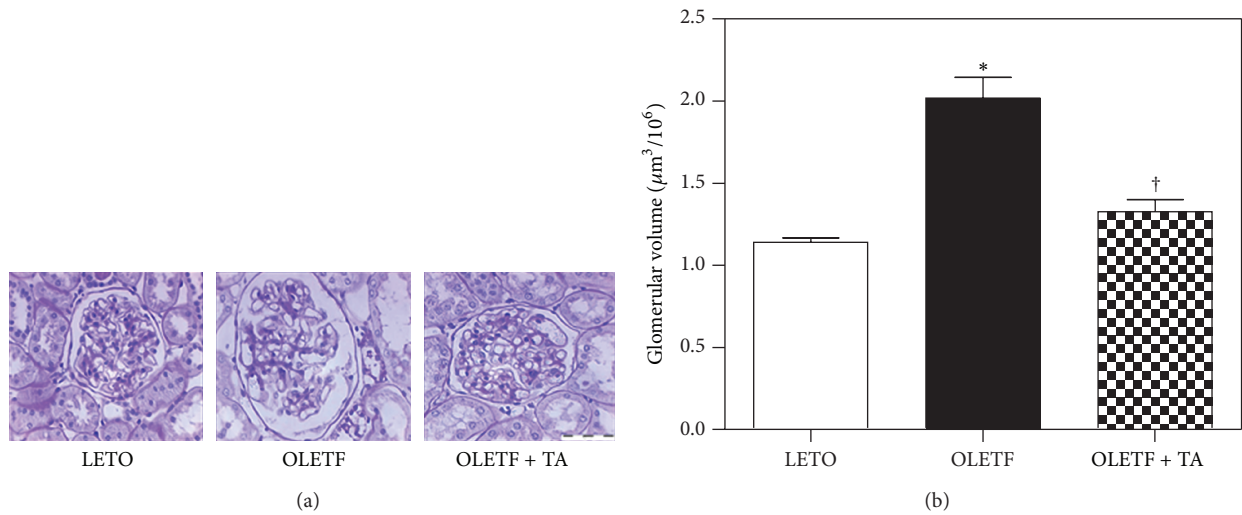 LETO
OLETF
OLETF + TA
(a)
Glomerular volume (μm³/10⁶)
2.5
2.0
1.5
1.0
0.5
0.0
*
†
LETO
OLETF
OLETF + TA
(b)